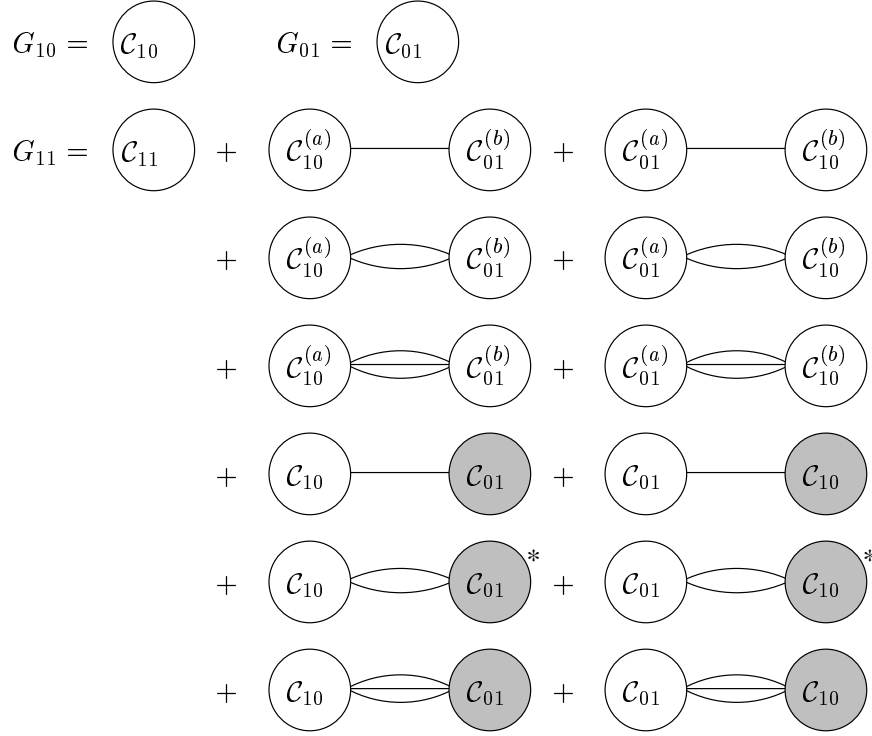 G₁₀ = 𝒞₁₀ G₀₁ = 𝒞₀₁
G₁₁ = 𝒞₁₁ + 𝒞₁₀⁽ᵃ⁾ 𝒞₀₁⁽ᵇ⁾ + 𝒞₀₁⁽ᵃ⁾ 𝒞₁₀⁽ᵇ⁾
+ 𝒞₁₀⁽ᵃ⁾ 𝒞₀₁⁽ᵇ⁾ + 𝒞₀₁⁽ᵃ⁾ 𝒞₁₀⁽ᵇ⁾
+ 𝒞₁₀⁽ᵃ⁾ 𝒞₀₁⁽ᵇ⁾ + 𝒞₀₁⁽ᵃ⁾ 𝒞₁₀⁽ᵇ⁾
+ 𝒞₁₀ 𝒞₀₁ + 𝒞₀₁ 𝒞₁₀
+ 𝒞₁₀ 𝒞₀₁ * + 𝒞₀₁ 𝒞₁₀ *
+ 𝒞₁₀ 𝒞₀₁ + 𝒞₀₁ 𝒞₁₀